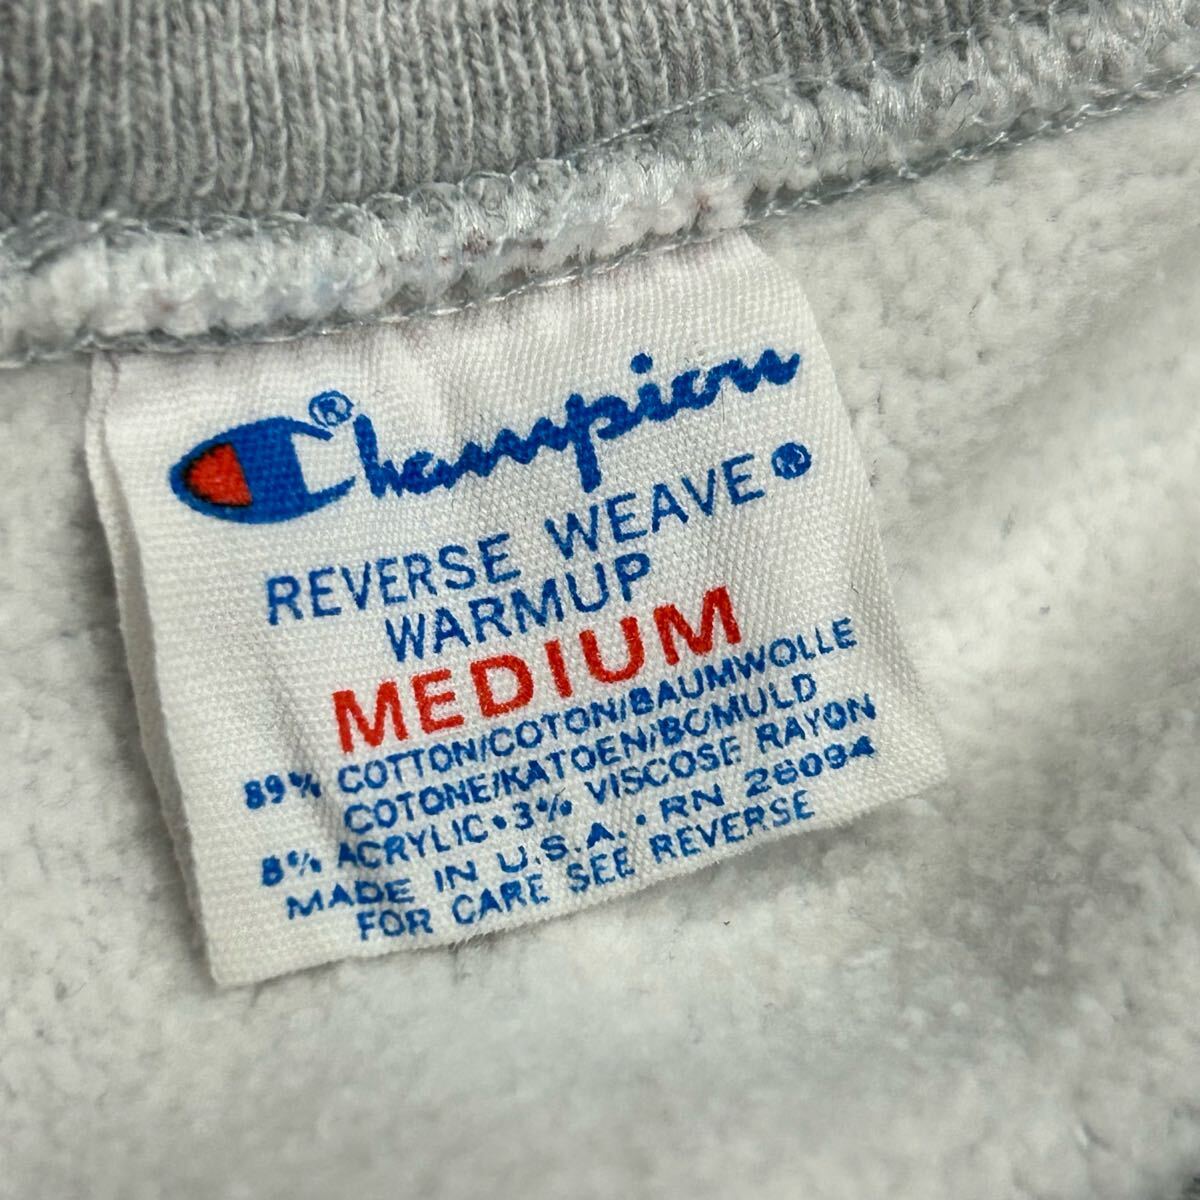 Champion®
REVERSE WEAVE®
WARMUP
MEDIUM
89% COTTON/COTON/BAUMWOLLE
COTONE/KATOEN/BOMULD
8% ACRYLIC•3% VISCOSE RAYON
MADE IN U.S.A.•RN 26094
FOR CARE SEE REVERSE